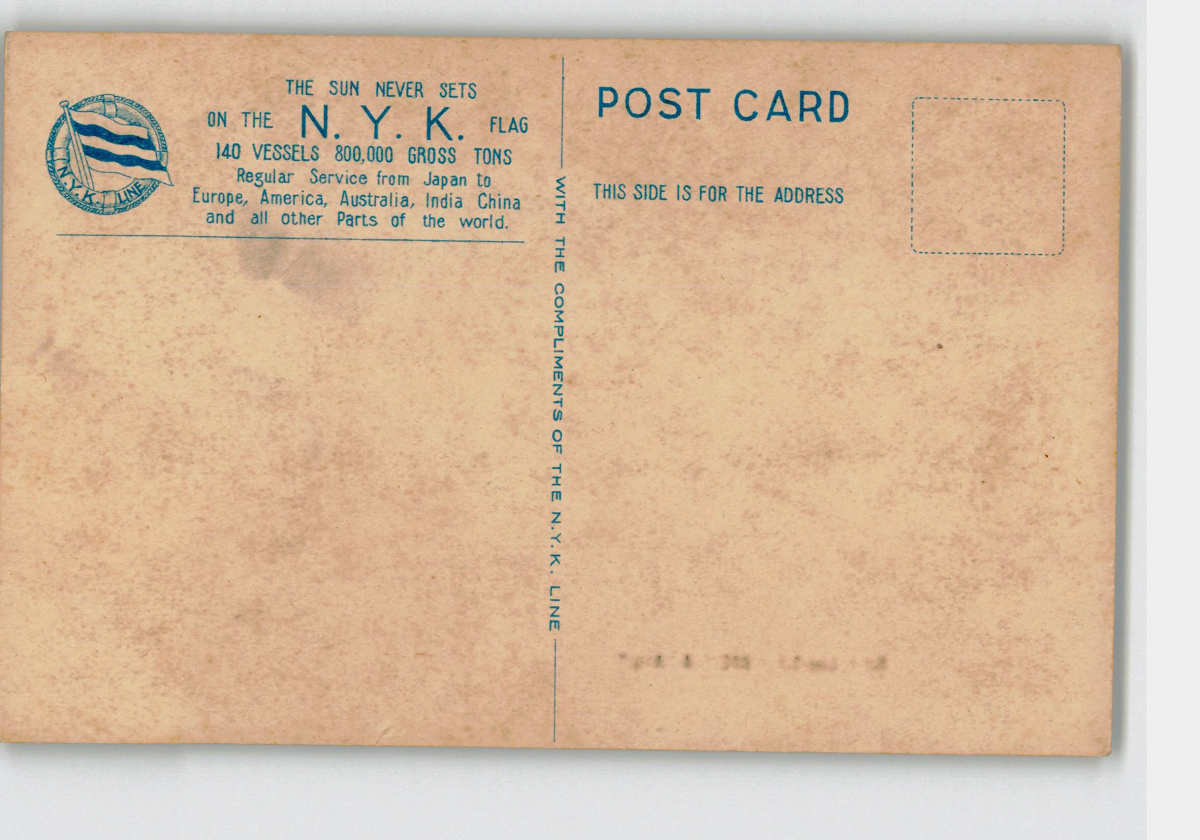 THE SUN NEVER SETS
ON THE N. Y. K. FLAG
140 VESSELS 800,000 GROSS TONS
Regular Service from Japan to
Europe, America, Australia, India China
and all other Parts of the world.
N.Y.K. LINE
WITH THE COMPLIMENTS OF THE N.Y.K. LINE
POST CARD
THIS SIDE IS FOR THE ADDRESS